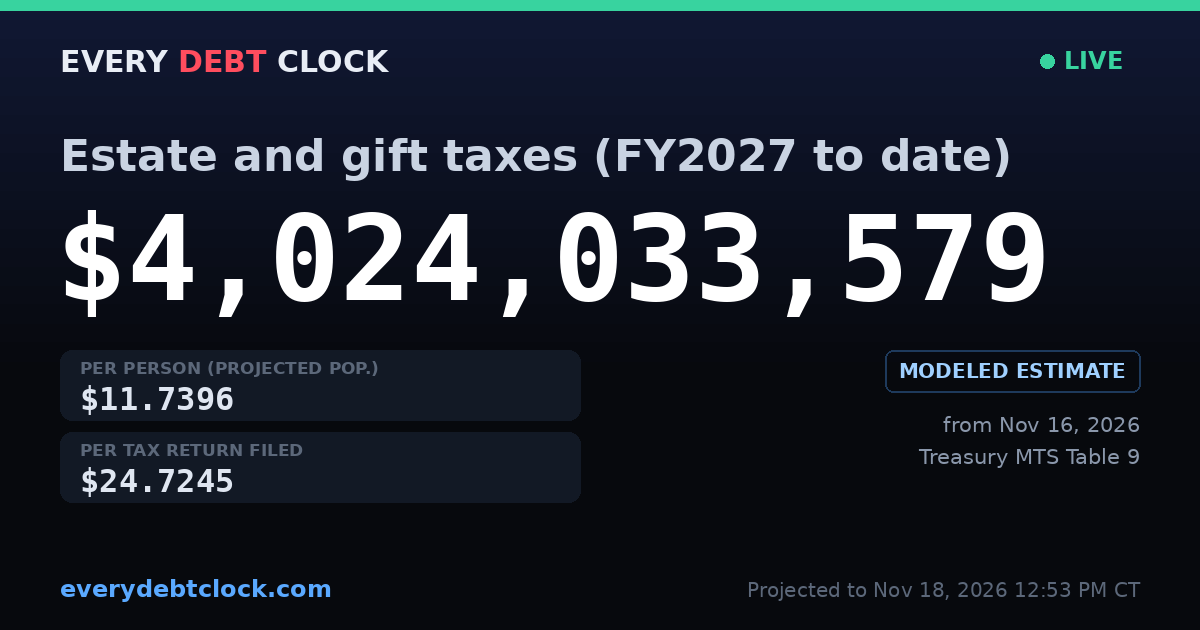 EVERY DEBT CLOCK
LIVE
Estate and gift taxes (FY2027 to date)
$4,024,033,579
PER PERSON (PROJECTED POP.)
$11.7396
PER TAX RETURN FILED
$24.7245
MODELED ESTIMATE
from Nov 16, 2026
Treasury MTS Table 9
everydebtclock.com
Projected to Nov 18, 2026 12:53 PM CT